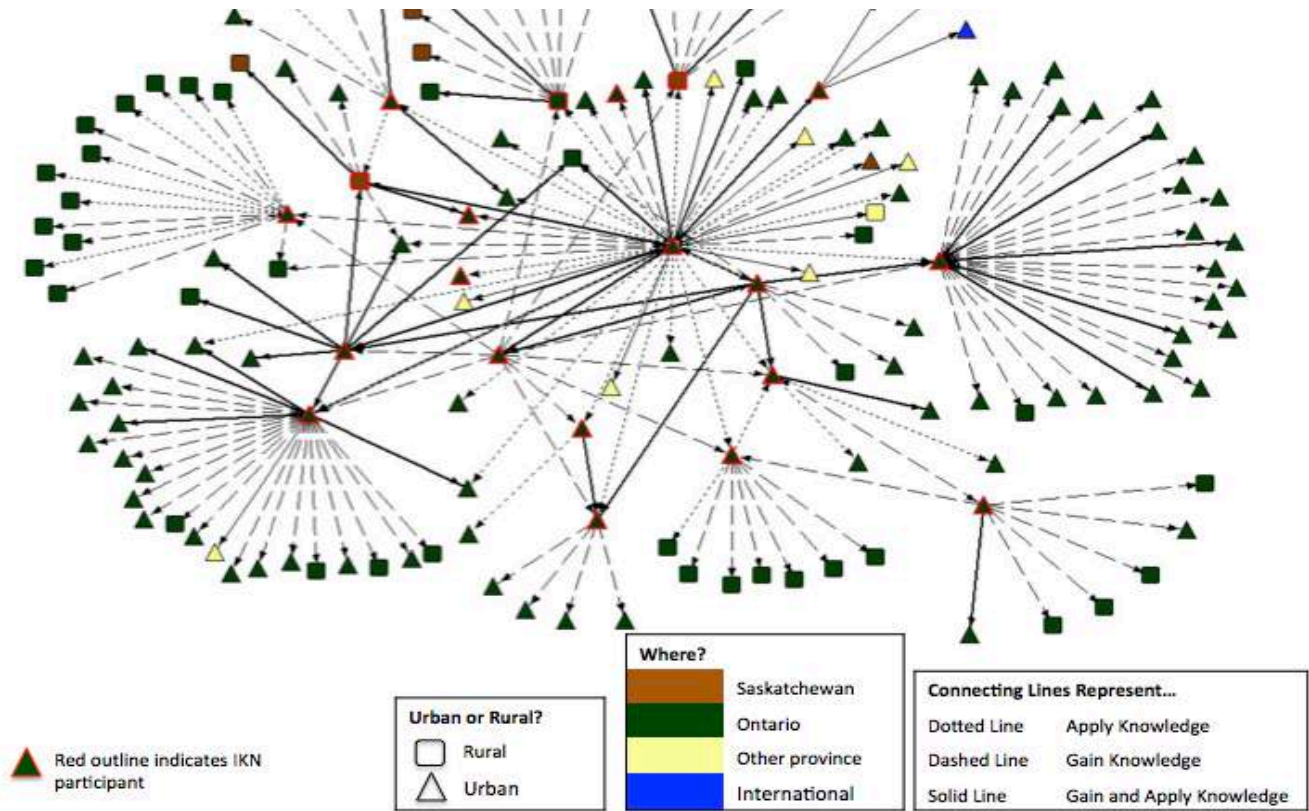 Red outline indicates IKN
participant
Urban or Rural?
Rural
Urban
Where?
Saskatchewan
Ontario
Other province
International
Connecting Lines Represent...
Dotted Line Apply Knowledge
Dashed Line Gain Knowledge
Solid Line Gain and Apply Knowledge